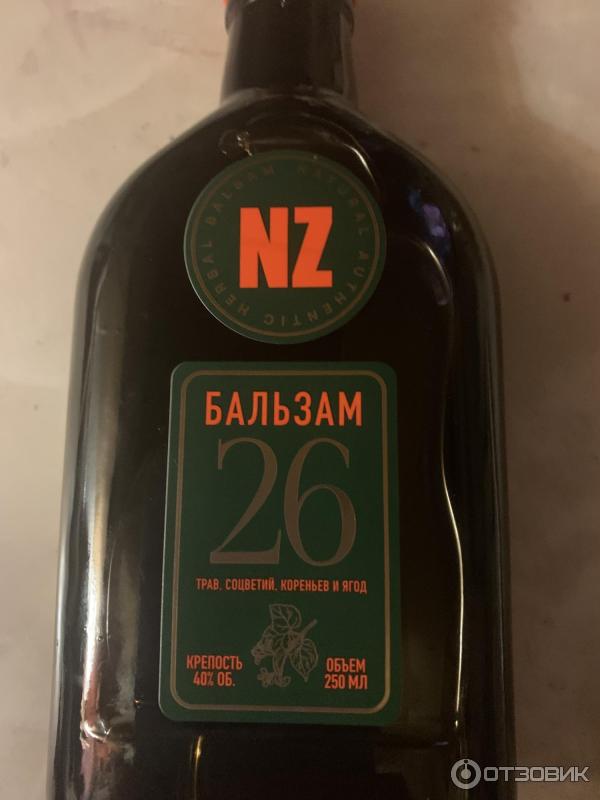 NATURAL AUTHENTIC HERBAL BALSAM
NZ
БАЛЬЗАМ
26
ТРАВ, СОЦВЕТИЙ, КОРЕНЬЕВ И ЯГОД
КРЕПОСТЬ
40% ОБ.
ОБЪЕМ
250 МЛ
ОТЗОВИК